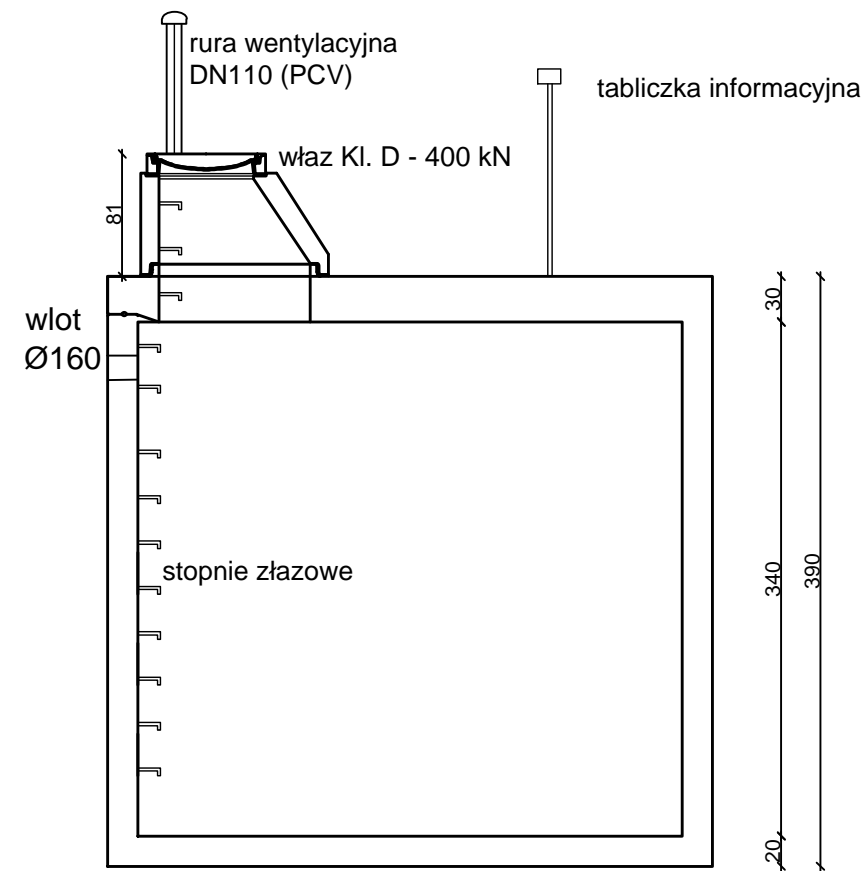 rura wentylacyjna
DN110 (PCV)
tabliczka informacyjna
właz Kl. D - 400 kN
81
30
wlot
Ø160
stopnie złazowe
340
390
20